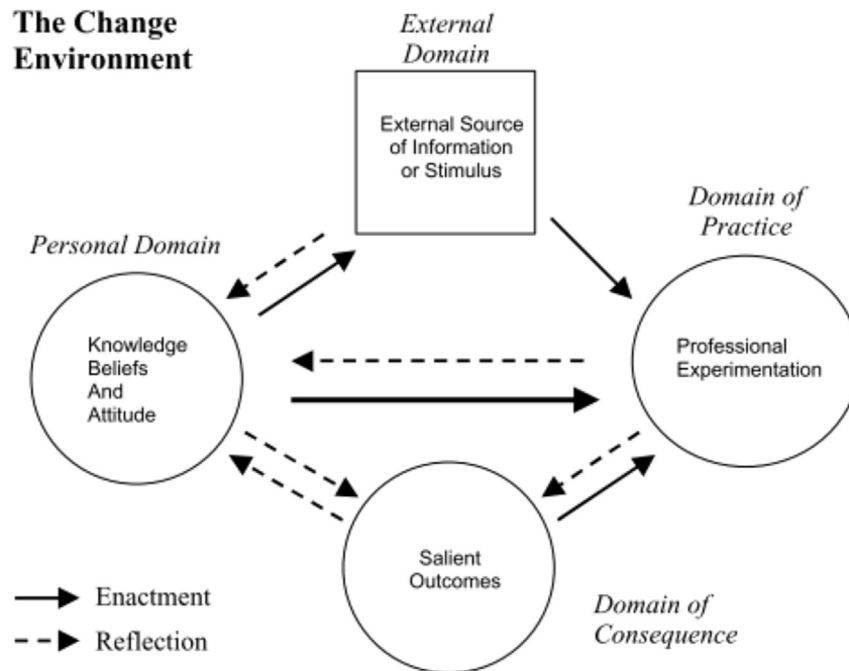 The Change
Environment
External
Domain
External Source
of Information
or Stimulus
Domain of
Practice
Personal Domain
Knowledge
Beliefs
And
Attitude
Professional
Experimentation
Salient
Outcomes
Enactment
Reflection
Domain of
Consequence